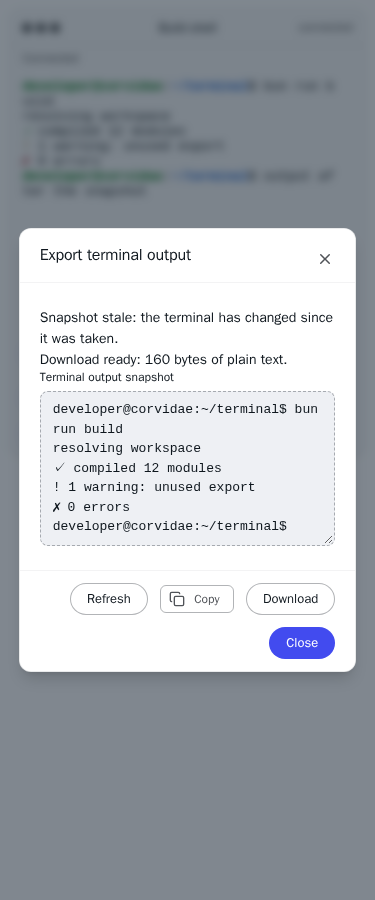 Export terminal output
Snapshot stale: the terminal has changed since
it was taken.
Download ready: 160 bytes of plain text.
Terminal output snapshot
developer@corvidae:~/terminal$ bun
run build
resolving workspace
✓ compiled 12 modules
! 1 warning: unused export
✗ 0 errors
developer@corvidae:~/terminal$
Refresh
Copy
Download
Close